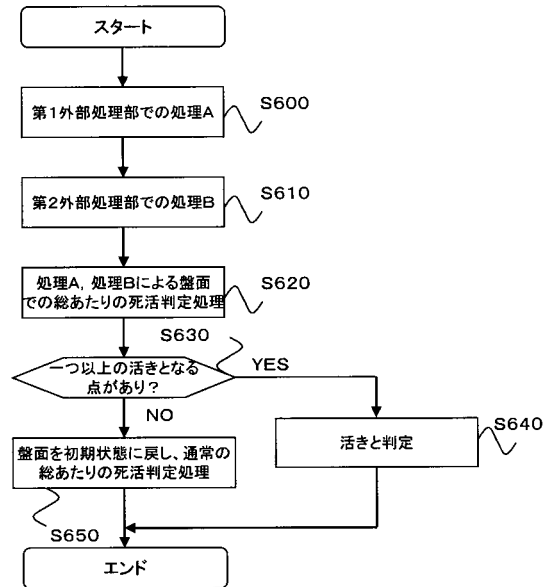 スタート
第1外部処理部での処理A
S600
第2外部処理部での処理B
S610
処理A，処理Bによる盤面
での総あたりの死活判定処理
S620
S630
一つ以上の活きとなる
点があり？
YES
NO
活きと判定
S640
盤面を初期状態に戻し、通常の
総あたりの死活判定処理
S650
エンド